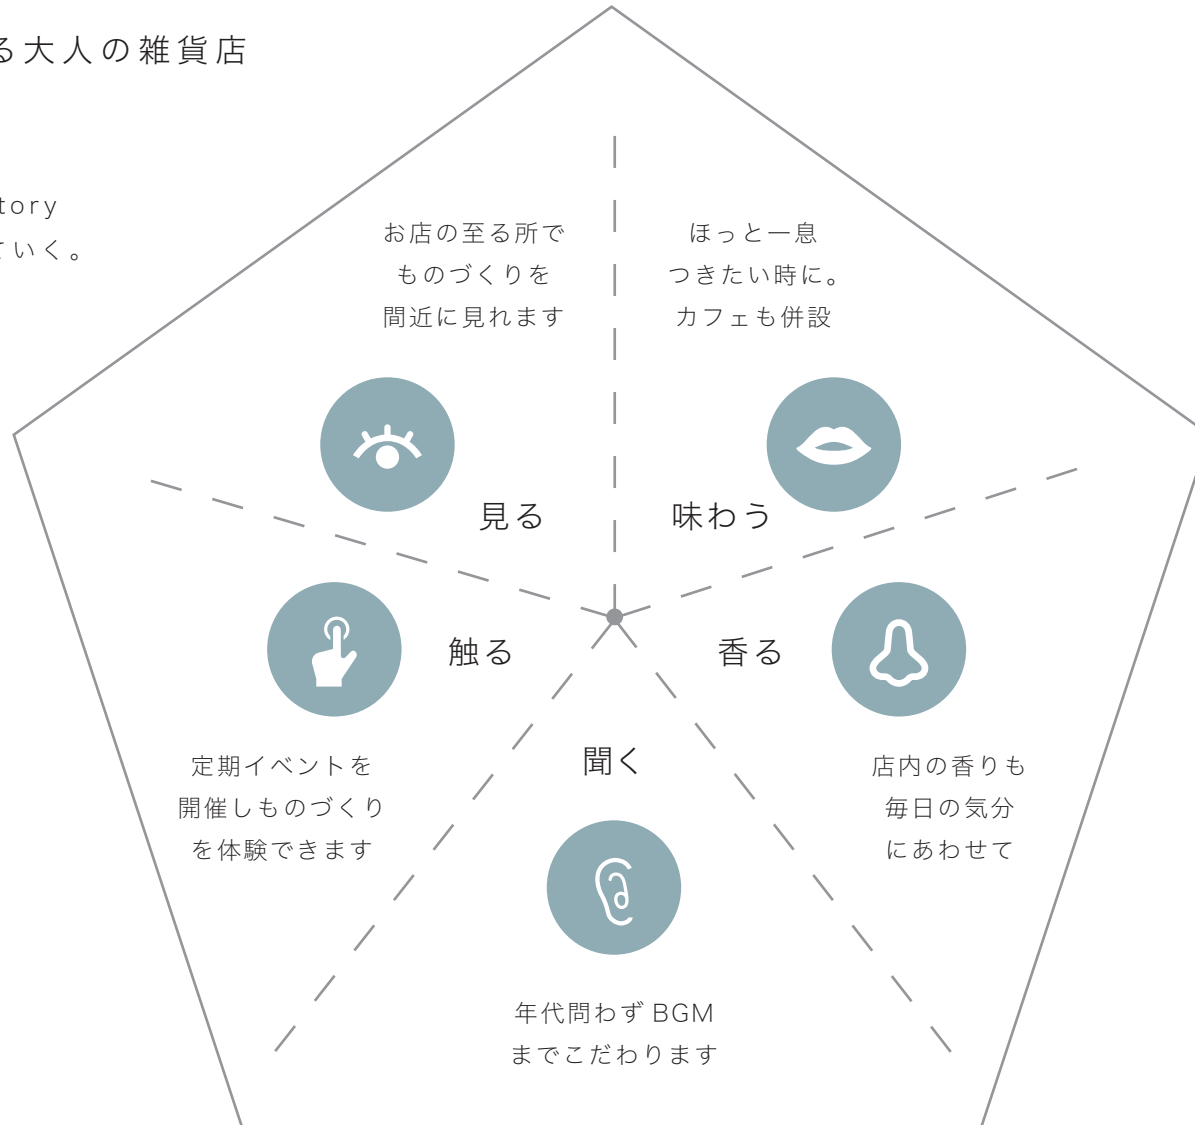 る大人の雑貨店
tory
ていく。
お店の至る所で
ものづくりを
間近に見れます
見る
ほっと一息
つきたい時に。
カフェも併設
味わう
触る
定期イベントを
開催しものづくり
を体験できます
香る
店内の香りも
毎日の気分
にあわせて
聞く
年代問わず BGM
までこだわります